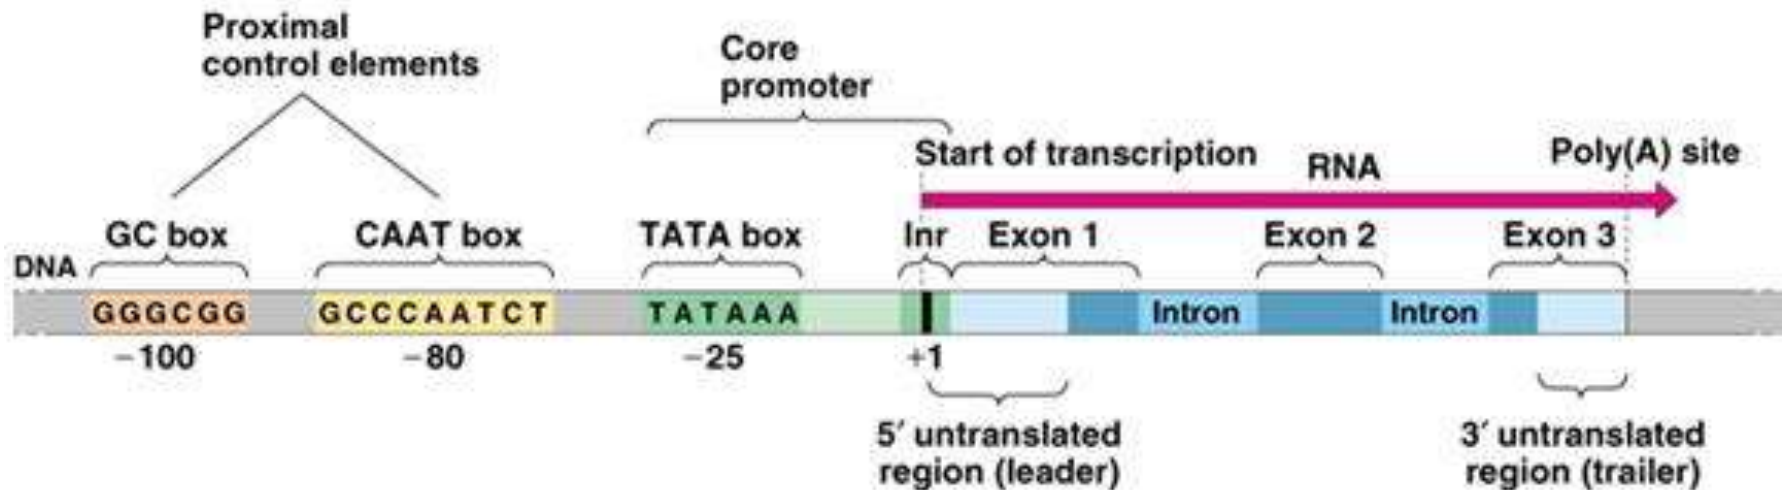 Proximal
control elements
Core
promoter
Start of transcription
RNA
Poly(A) site
GC box
CAAT box
TATA box
Inr
Exon 1
Exon 2
Exon 3
DNA
GGGCGG
GCCCAATCT
TATAAA
Intron
Intron
−100
−80
−25
+1
5′ untranslated
region (leader)
3′ untranslated
region (trailer)